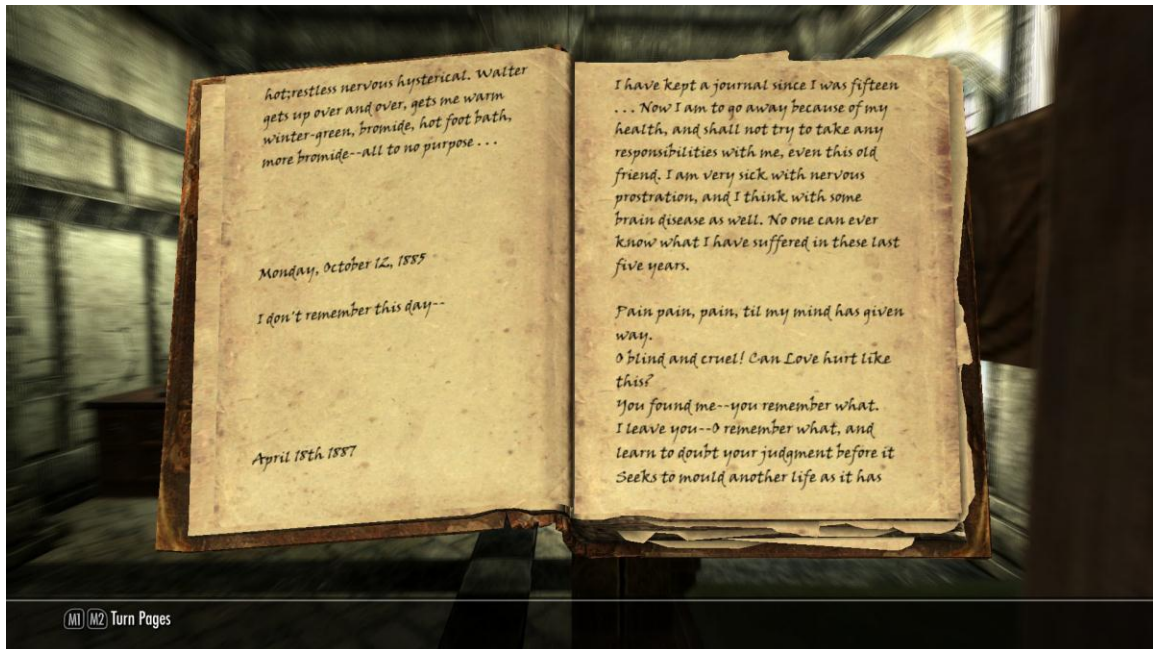 hot;restless nervous hysterical. Walter
gets up over and over, gets me warm
winter-green, bromide, hot foot bath,
more bromide--all to no purpose . . .
Monday, October 12, 1885
I don't remember this day--
April 18th 1887
I have kept a journal since I was fifteen
. . . Now I am to go away because of my
health, and shall not try to take any
responsibilities with me, even this old
friend. I am very sick with nervous
prostration, and I think with some
brain disease as well. No one can ever
know what I have suffered in these last
five years.
Pain pain, pain, til my mind has given
way.
O blind and cruel! Can Love hurt like
this?
You found me--you remember what.
I leave you--O remember what, and
learn to doubt your judgment before it
Seeks to mould another life as it has
M1 M2 Turn Pages